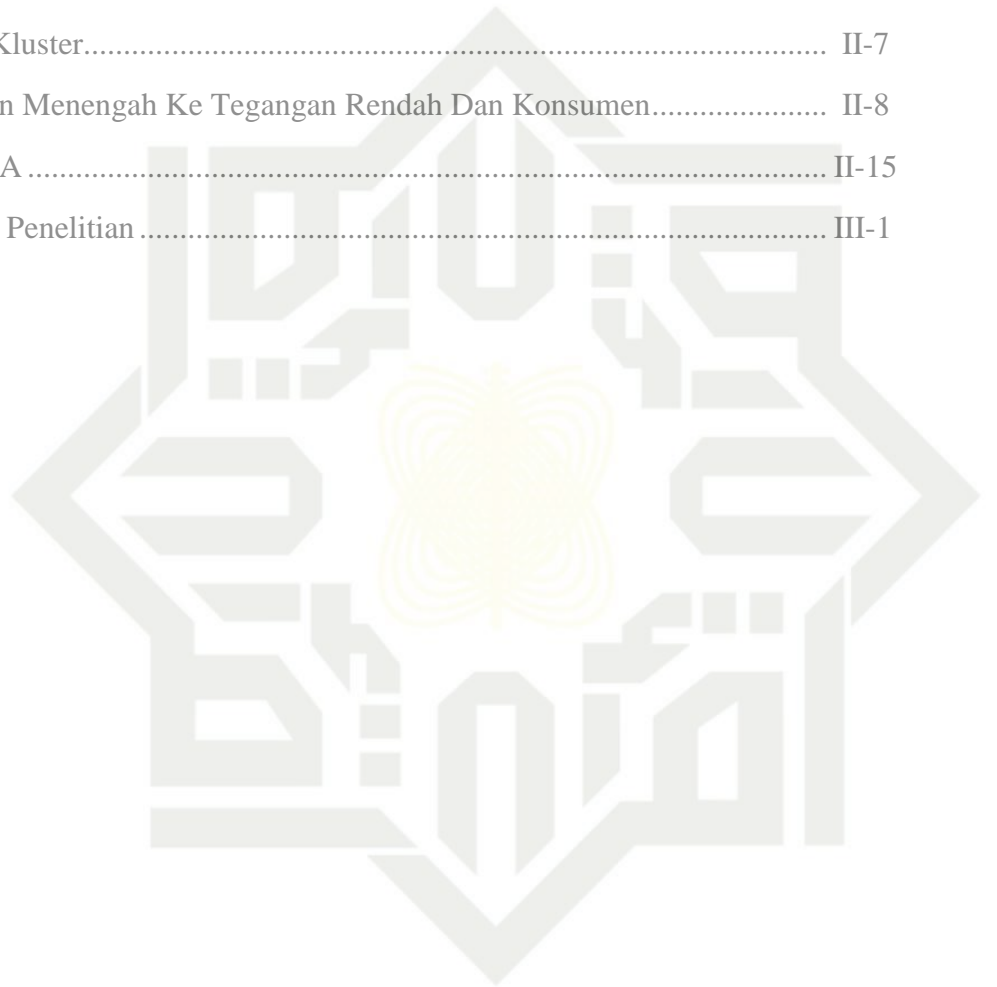 Kluster........................................................................................... II-7
n Menengah Ke Tegangan Rendah Dan Konsumen..................... II-8
A .................................................................................................. II-15
Penelitian .................................................................................... III-1